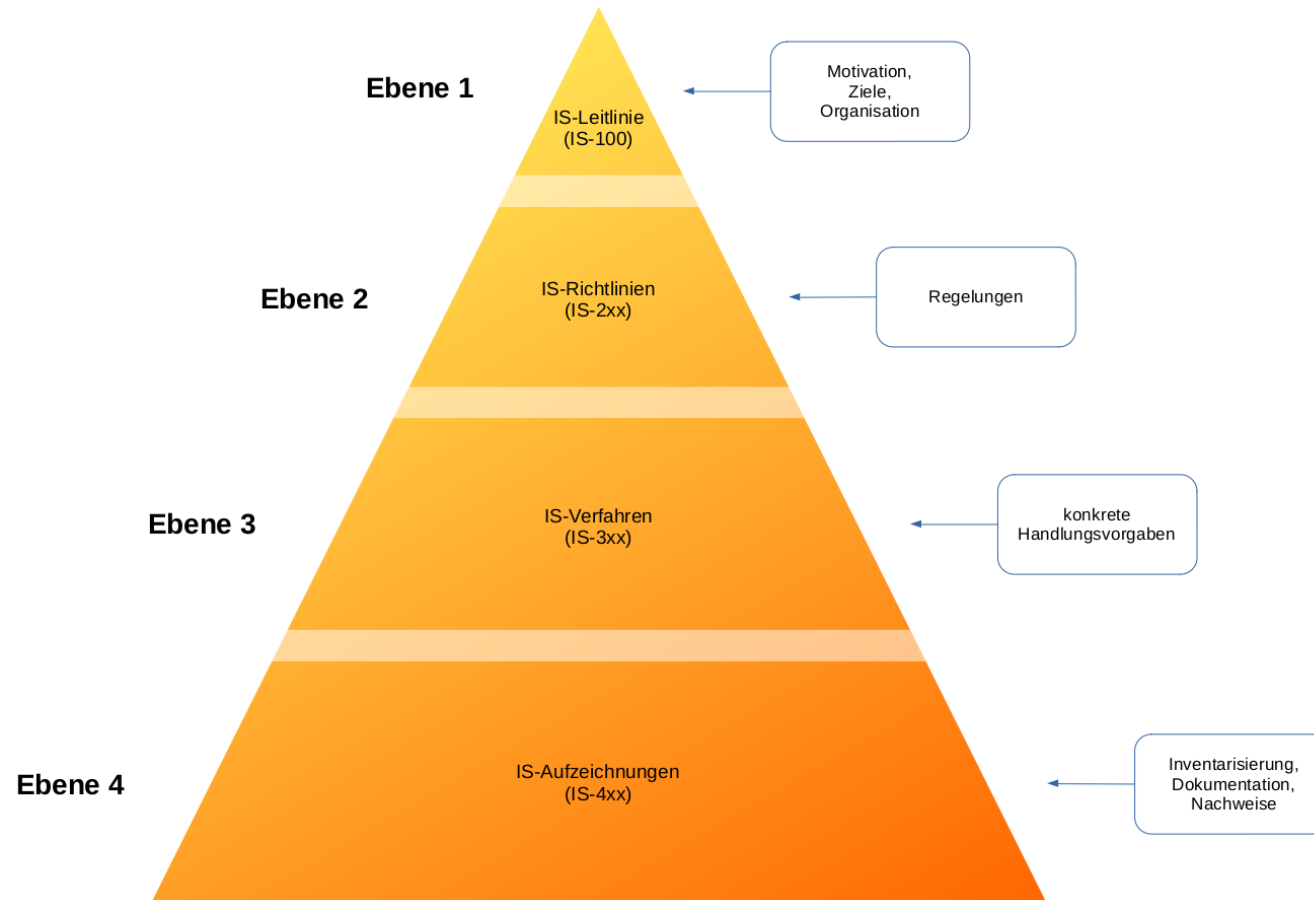 Ebene 1
IS-Leitlinie
(IS-100)
Motivation,
Ziele,
Organisation
Ebene 2
IS-Richtlinien
(IS-2xx)
Regelungen
Ebene 3
IS-Verfahren
(IS-3xx)
konkrete
Handlungsvorgaben
Ebene 4
IS-Aufzeichnungen
(IS-4xx)
Inventarisierung,
Dokumentation,
Nachweise